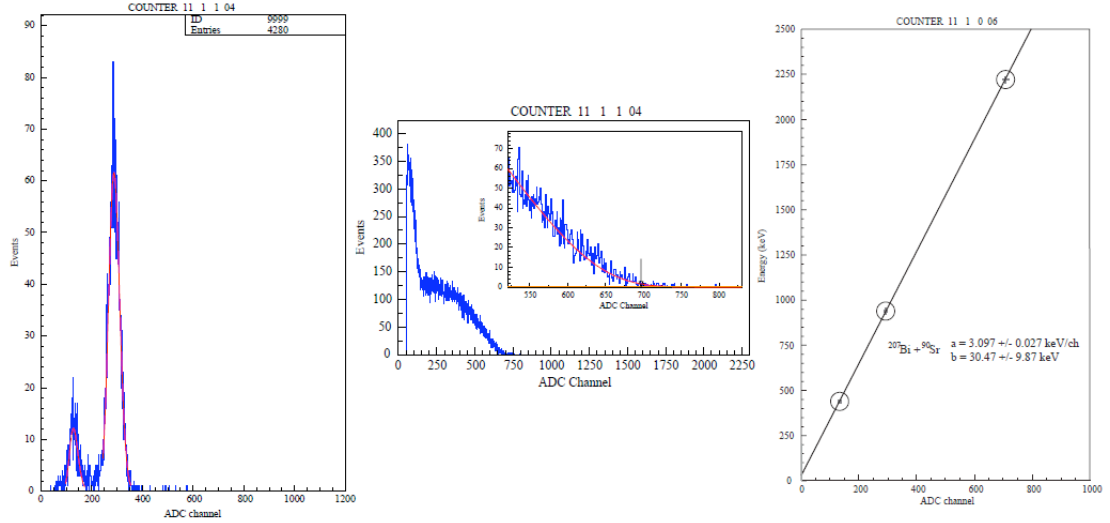 COUNTER 11 1 1 04
ID 9999
Entries 4280
Events
90
80
70
60
50
40
30
20
10
0
0 200 400 600 800 1000 1200
ADC channel
COUNTER 11 1 1 04
Events
400
350
300
250
200
150
100
50
0
0 250 500 750 1000 1250 1500 1750 2000 2250
ADC Channel
Events
70
60
50
40
30
20
10
0
550 600 650 700 750 800
ADC Channel
COUNTER 11 1 0 06
Energy (keV)
2500
2250
2000
1750
1500
1250
1000
750
500
250
0
207Bi + 90Sr
a = 3.097 +/- 0.027 keV/ch
b = 30.47 +/- 9.87 keV
0 200 400 600 800 1000
ADC channel